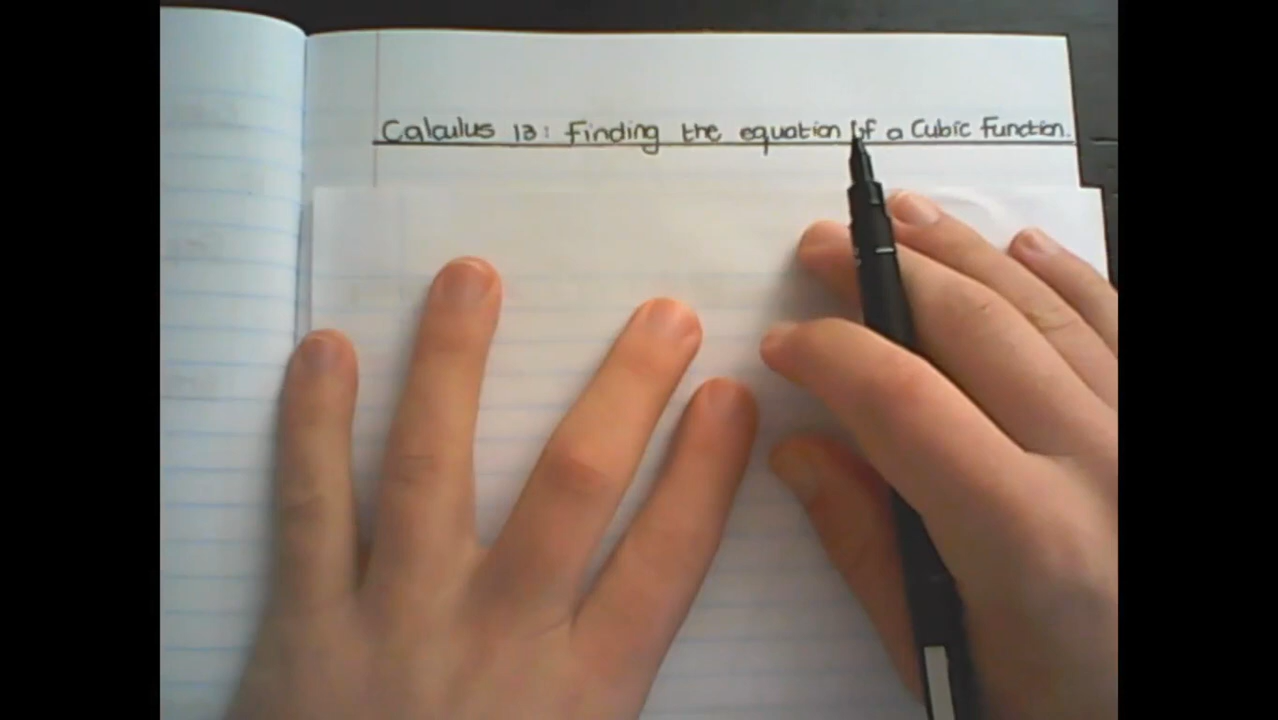 Calculus 13: Finding the equation of a Cubic Function.